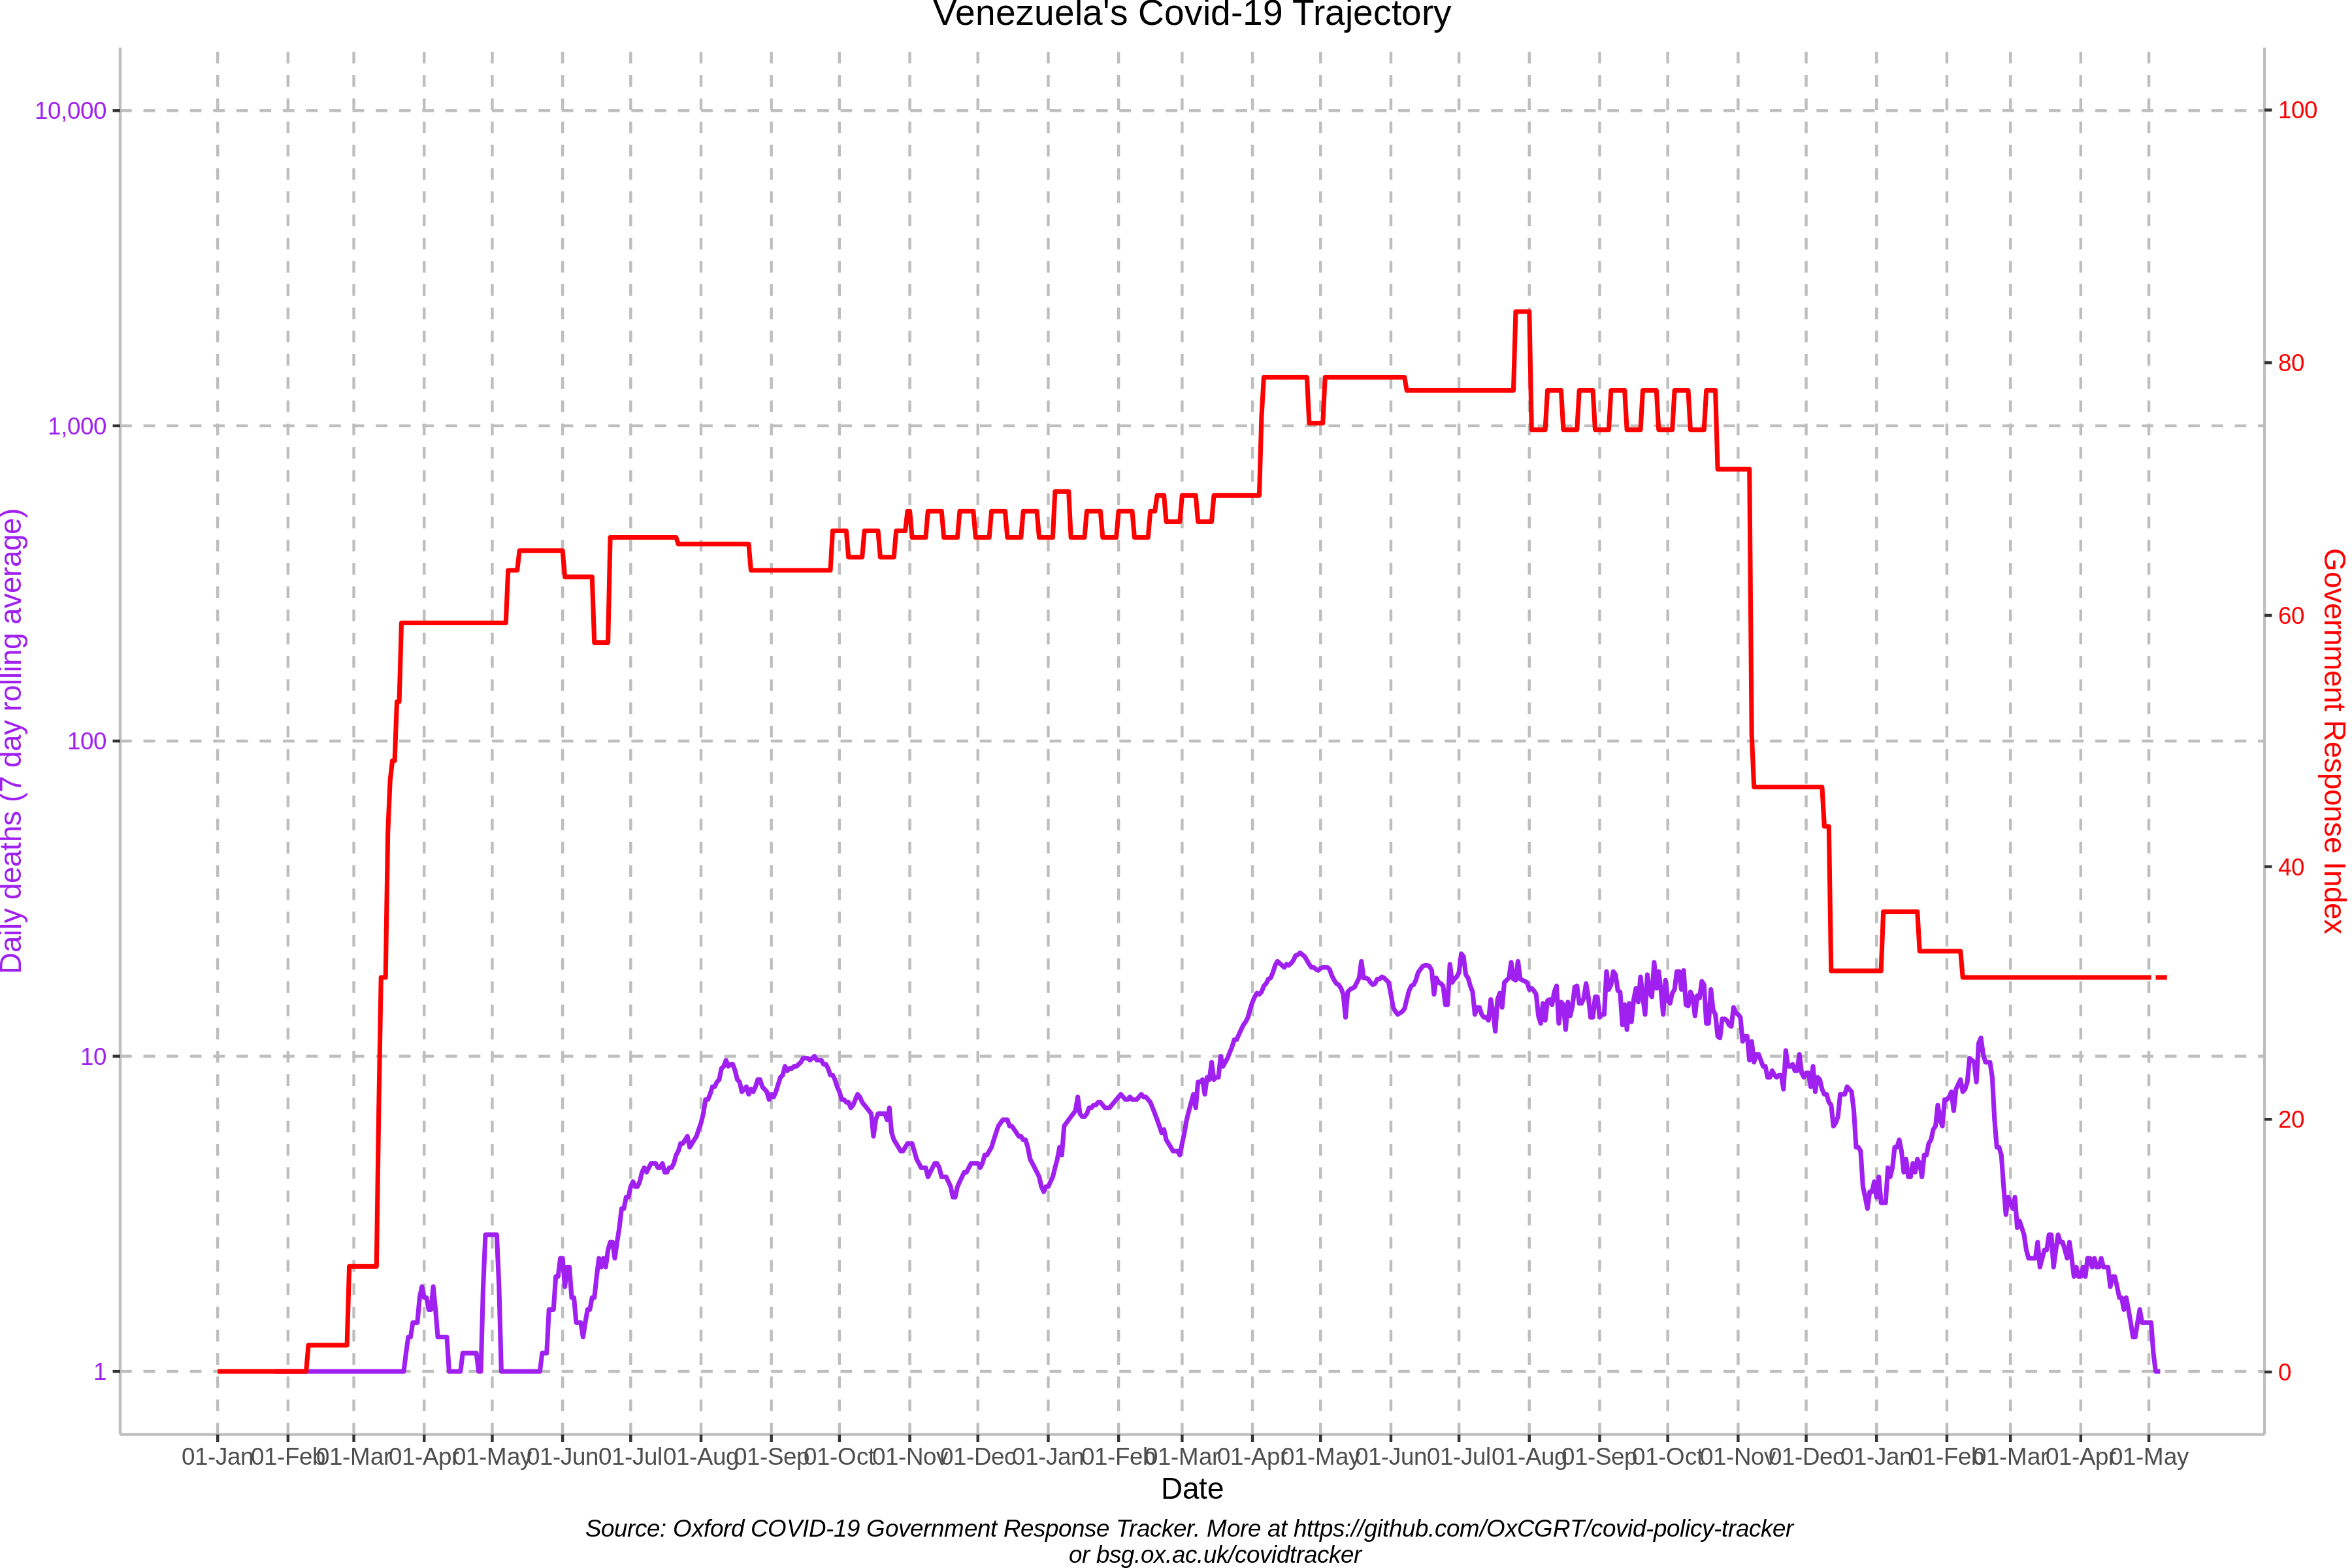 Venezuela's Covid-19 Trajectory
10,000
1,000
100
10
1
Daily deaths (7 day rolling average)
100
80
60
40
20
0
Government Response Index
01-Jan 01-Feb 01-Mar 01-Apr 01-May 01-Jun 01-Jul 01-Aug 01-Sep 01-Oct 01-Nov 01-Dec 01-Jan 01-Feb 01-Mar 01-Apr 01-May 01-Jun 01-Jul 01-Aug 01-Sep 01-Oct 01-Nov 01-Dec 01-Jan 01-Feb 01-Mar 01-Apr 01-May
Date
Source: Oxford COVID-19 Government Response Tracker. More at https://github.com/OxCGRT/covid-policy-tracker
or bsg.ox.ac.uk/covidtracker